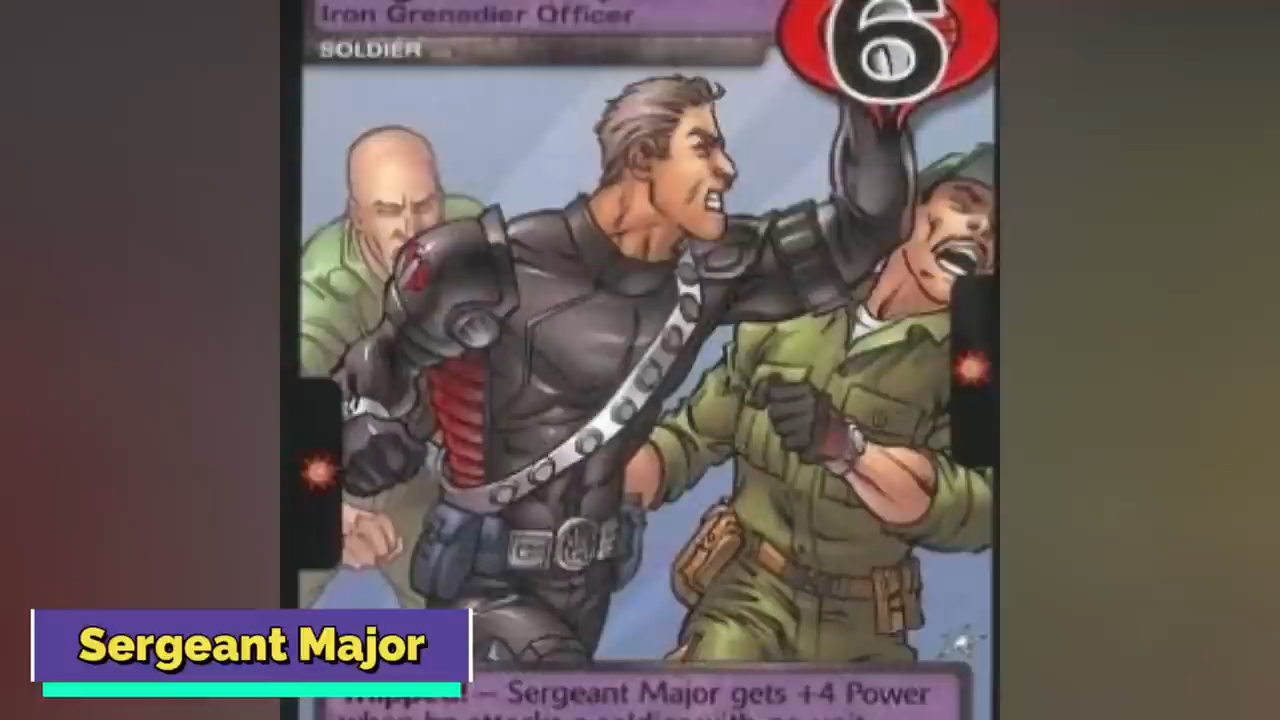 Iron Grenadier Officer
SOLDIER
6
Sergeant Major
– Sergeant Major gets +4 Power